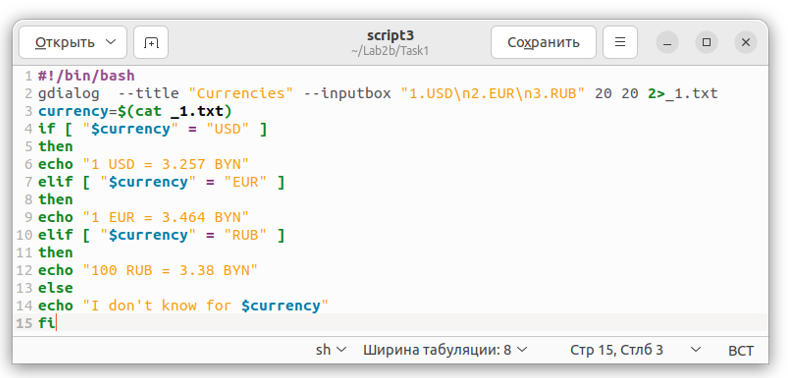 Открыть
script3
~/Lab2b/Task1
Сохранить
1 #!/bin/bash
2 gdialog  --title "Currencies" --inputbox "1.USD\n2.EUR\n3.RUB" 20 20 2>_1.txt
3 currency=$(cat _1.txt)
4 if [ "$currency" = "USD" ]
5 then
6 echo "1 USD = 3.257 BYN"
7 elif [ "$currency" = "EUR" ]
8 then
9 echo "1 EUR = 3.464 BYN"
10 elif [ "$currency" = "RUB" ]
11 then
12 echo "100 RUB = 3.38 BYN"
13 else
14 echo "I don't know for $currency"
15 fi
sh Ширина табуляции: 8 Стр 15, Стлб 3 ВСТ